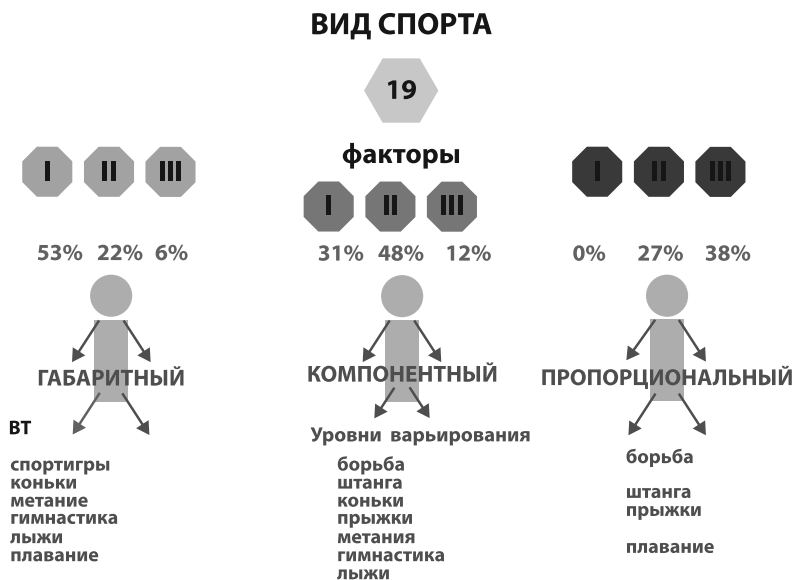 ВИД СПОРТА
19
факторы
I II III
I II III
I II III
53% 22% 6%
31% 48% 12%
0% 27% 38%
ГАБАРИТНЫЙ
КОМПОНЕНТНЫЙ
ПРОПОРЦИОНАЛЬНЫЙ
ВТ
спортигры
коньки
метание
гимнастика
лыжи
плавание
Уровни варьирования
борьба
штанга
коньки
прыжки
метания
гимнастика
лыжи
борьба
штанга
прыжки
плавание